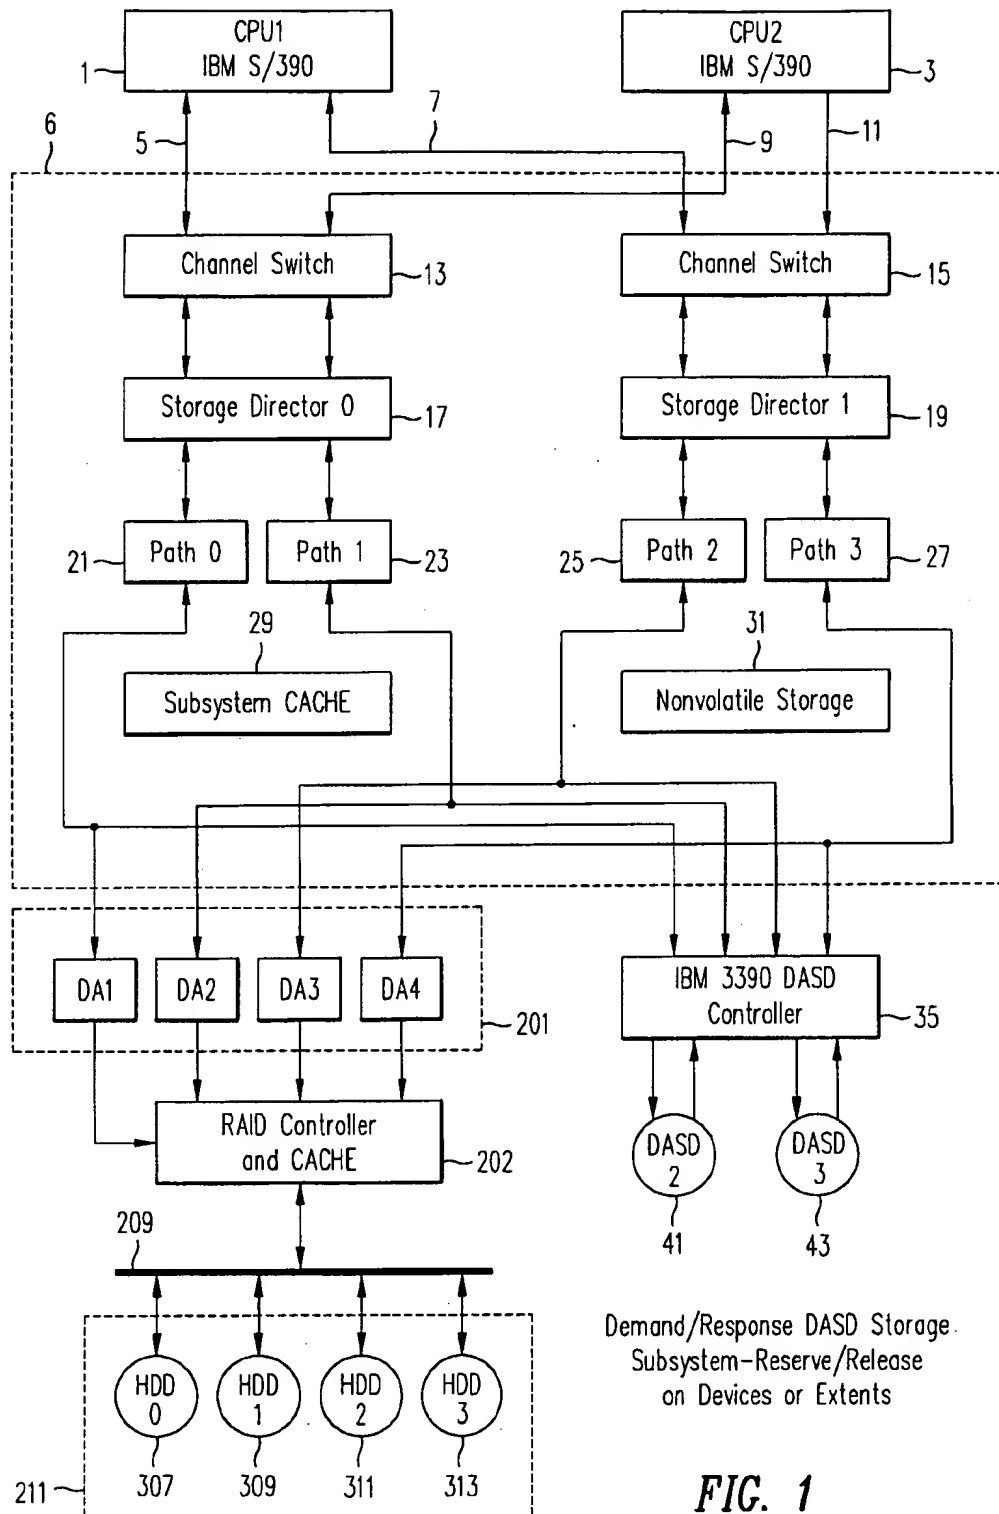 CPU1
IBM S/390
1
CPU2
IBM S/390
3
6
5
7
9
11
Channel Switch
13
Channel Switch
15
Storage Director 0
17
Storage Director 1
19
21
Path 0
Path 1
23
25
Path 2
Path 3
27
29
Subsystem CACHE
31
Nonvolatile Storage
DA1
DA2
DA3
DA4
201
IBM 3390 DASD
Controller
35
RAID Controller
and CACHE
202
DASD
2
DASD
3
41
43
209
HDD
0
HDD
1
HDD
2
HDD
3
307
309
311
313
211
Demand/Response DASD Storage
Subsystem-Reserve/Release
on Devices or Extents
FIG. 1